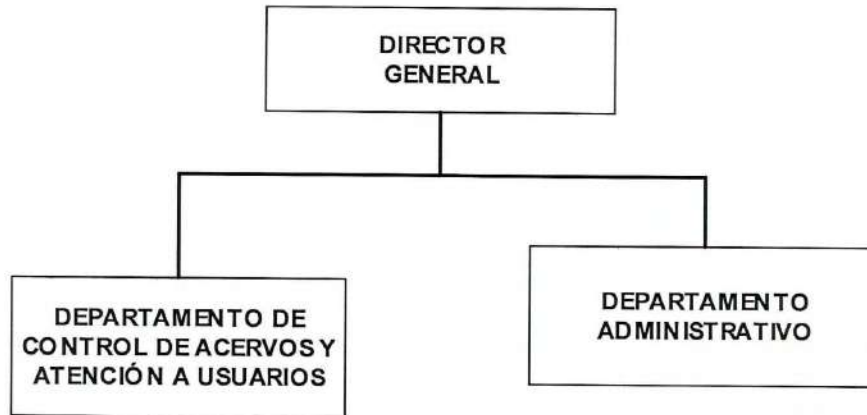 DIRECTOR
GENERAL
DEPARTAMENTO DE
CONTROL DE ACERVOS Y
ATENCIÓN A USUARIOS
DEPARTAMENTO
ADMINISTRATIVO